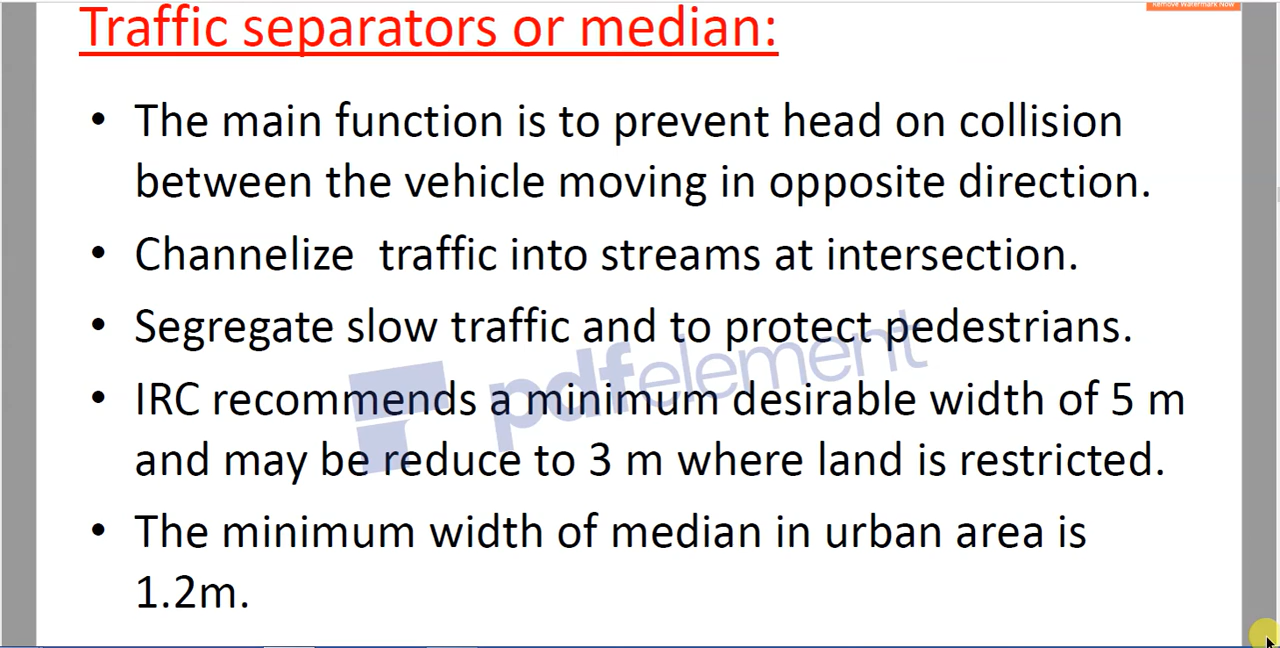 Remove Watermark Now
Traffic separators or median:
• The main function is to prevent head on collision
between the vehicle moving in opposite direction.
• Channelize  traffic into streams at intersection.
• Segregate slow traffic and to protect pedestrians.
• IRC recommends a minimum desirable width of 5 m
and may be reduce to 3 m where land is restricted.
• The minimum width of median in urban area is
1.2m.
pdfelement